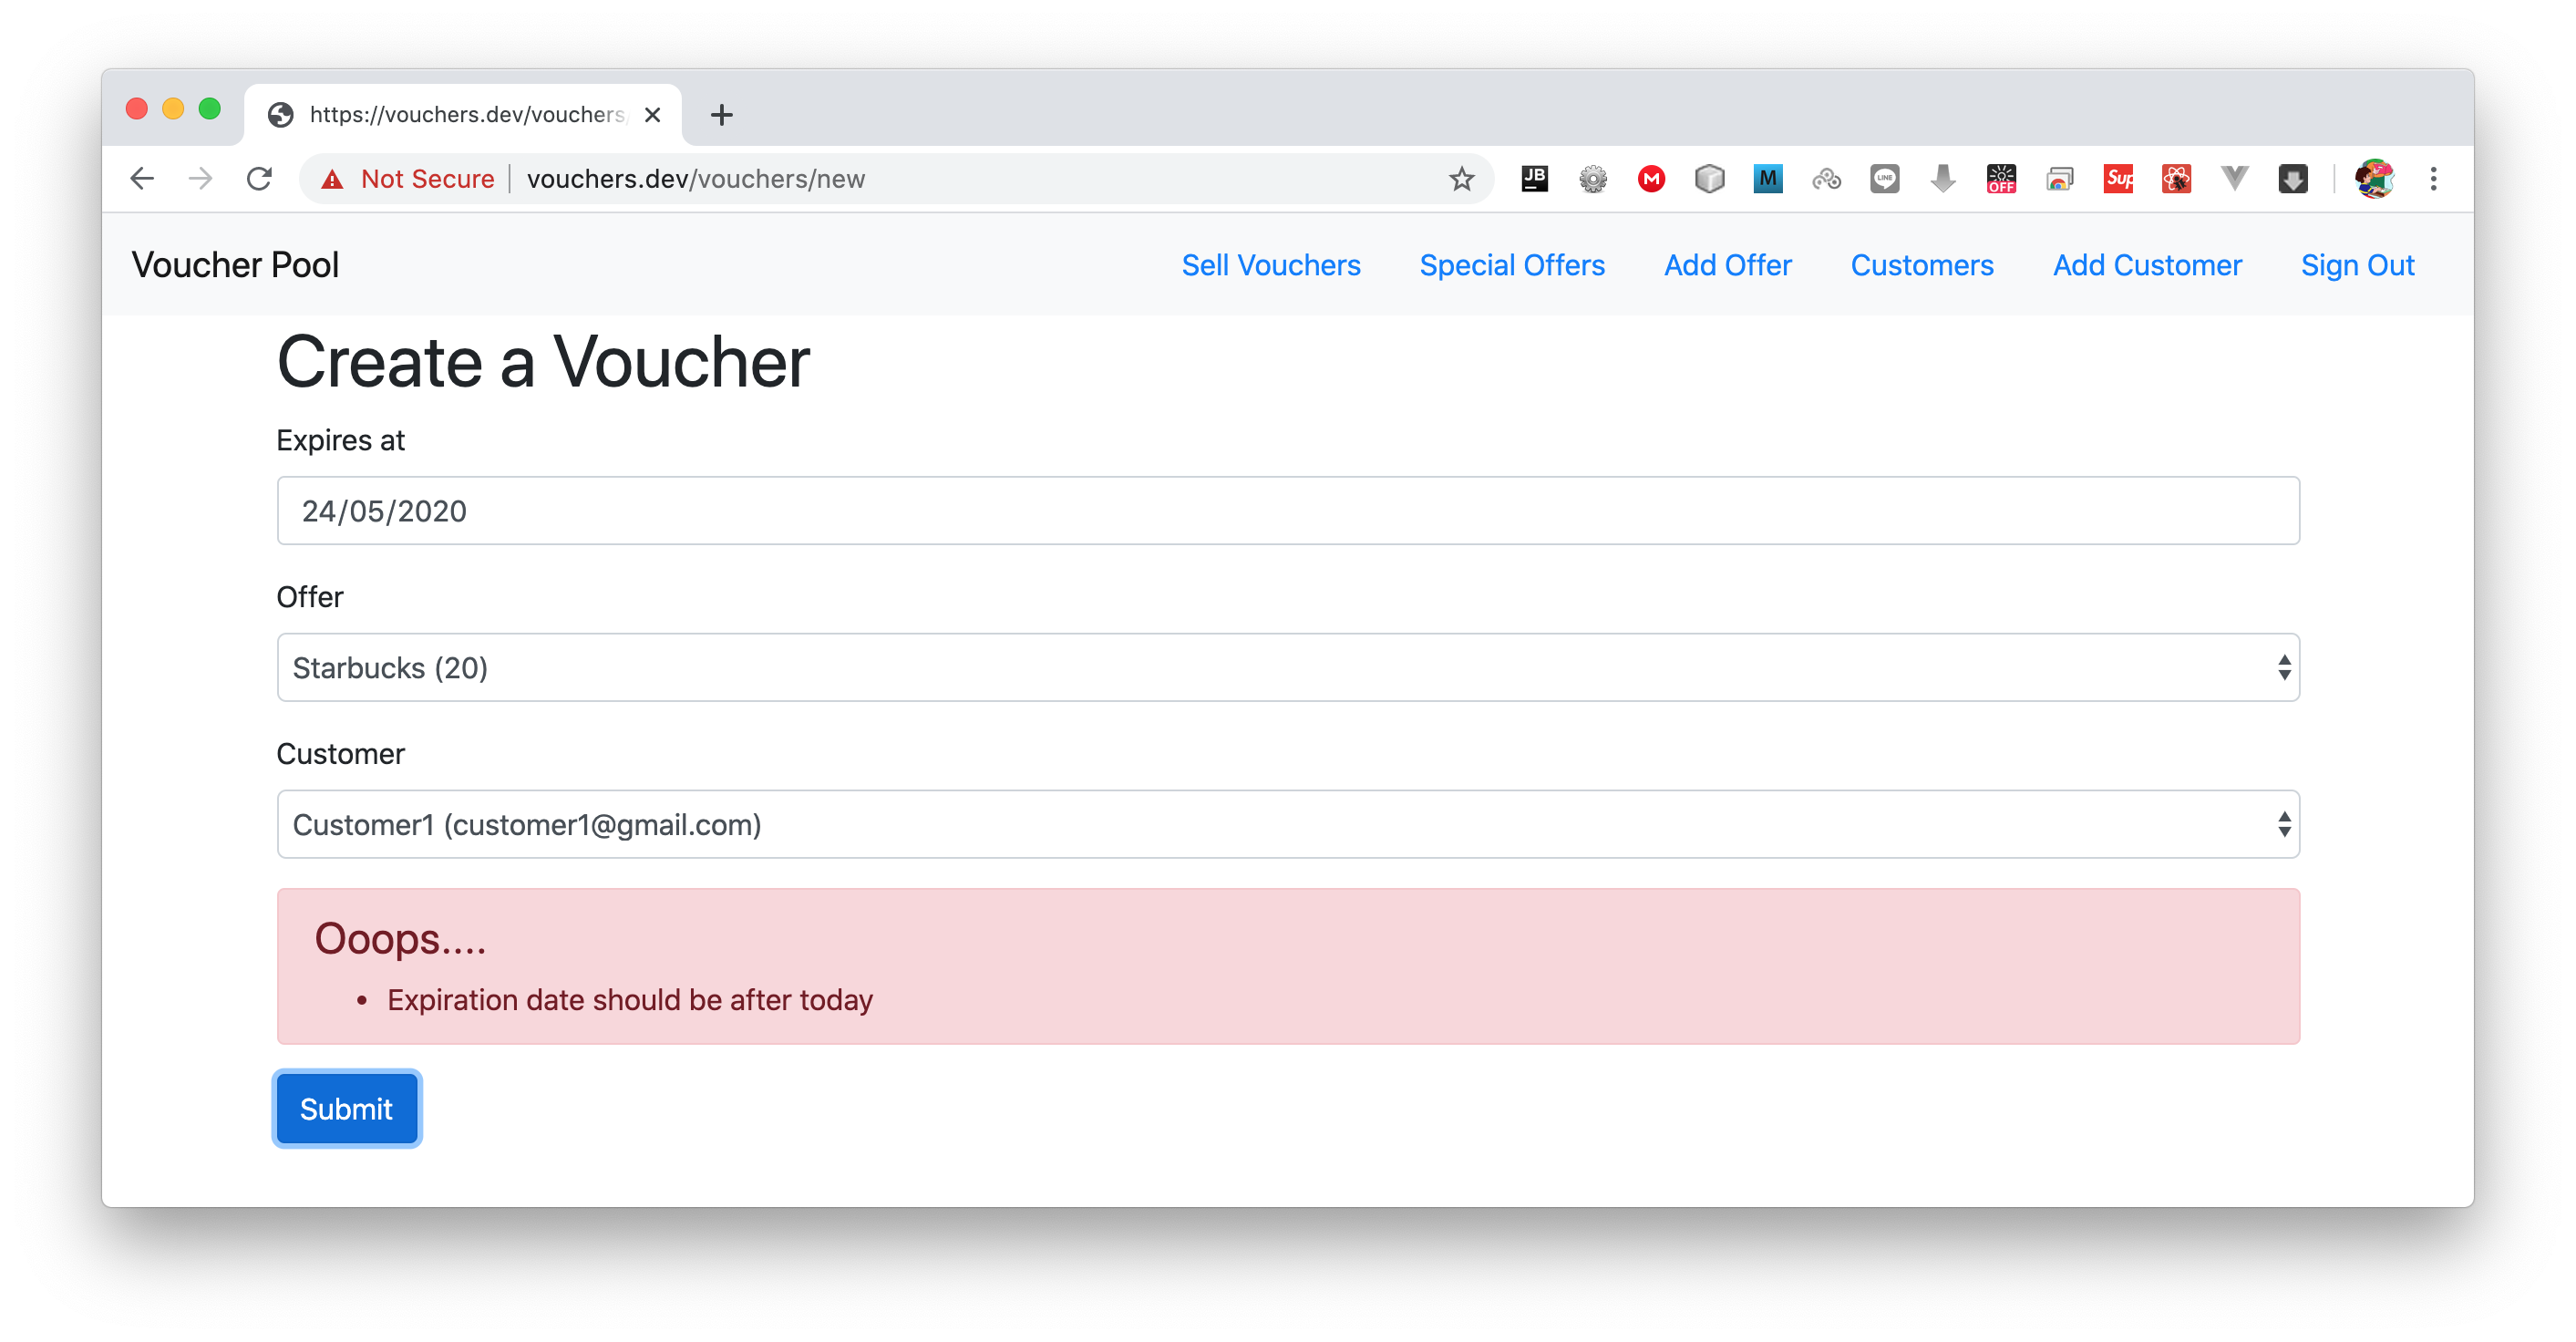 https://vouchers.dev/vouchers/
Not Secure
vouchers.dev/vouchers/new
JB
M
M
LINE
OFF
Sup
Voucher Pool
Sell Vouchers
Special Offers
Add Offer
Customers
Add Customer
Sign Out
Create a Voucher
Expires at
24/05/2020
Offer
Starbucks (20)
Customer
Customer1 (customer1@gmail.com)
Ooops....
• Expiration date should be after today
Submit